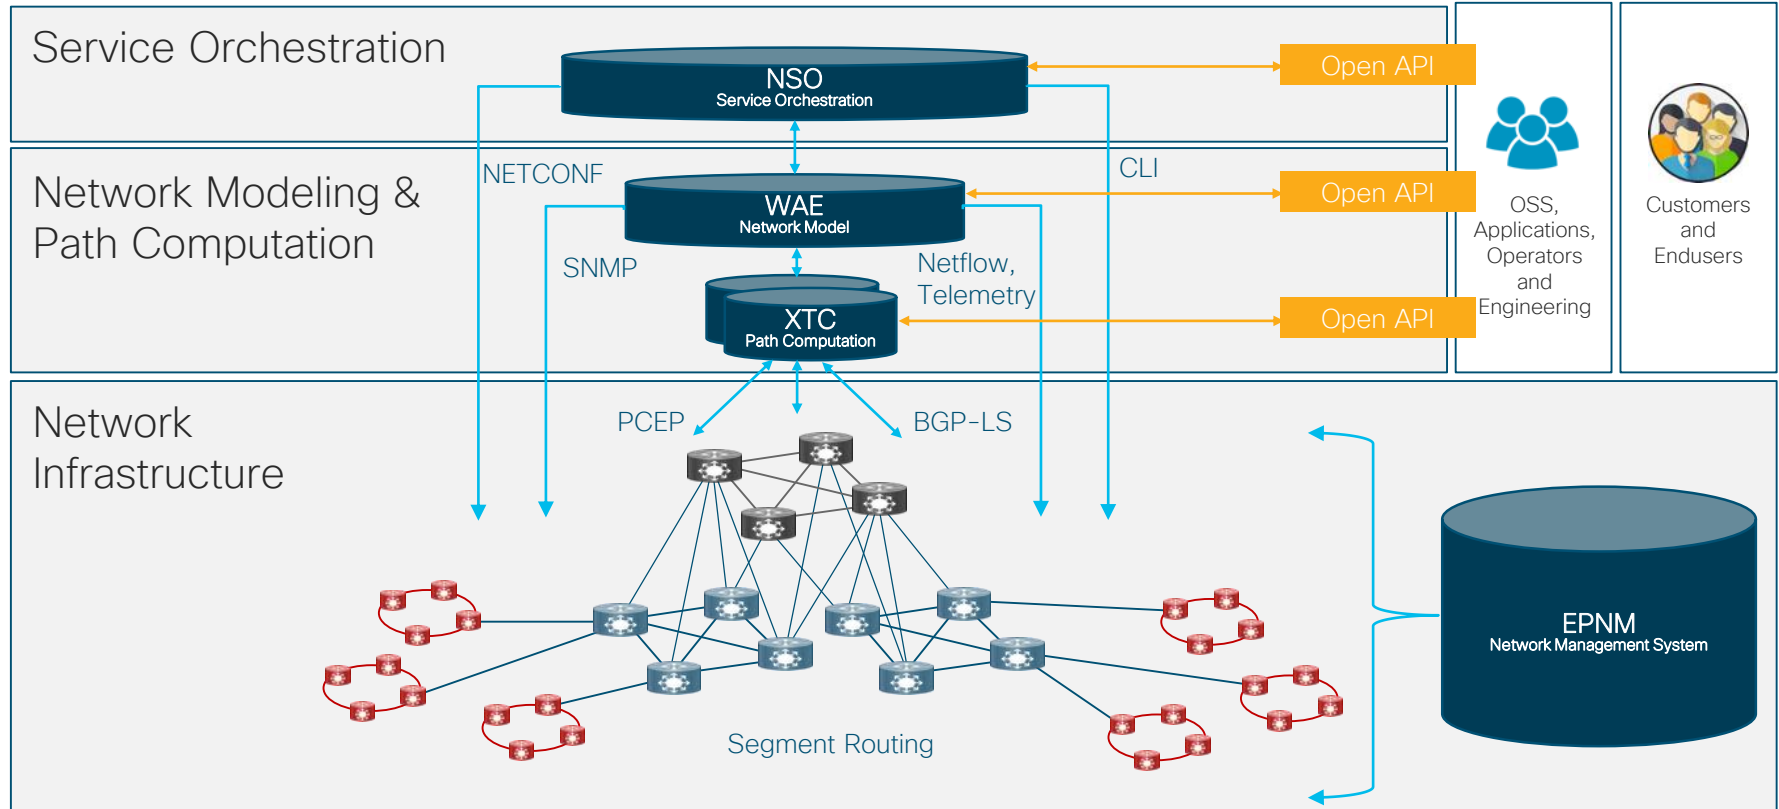 Service Orchestration
NSO
Service Orchestration
Open API
NETCONF
CLI
Network Modeling &
Path Computation
WAE
Network Model
Open API
SNMP
Netflow,
Telemetry
XTC
Path Computation
Open API
OSS,
Applications,
Operators
and
Engineering
Customers
and
Endusers
Network
Infrastructure
PCEP
BGP-LS
EPNM
Network Management System
Segment Routing